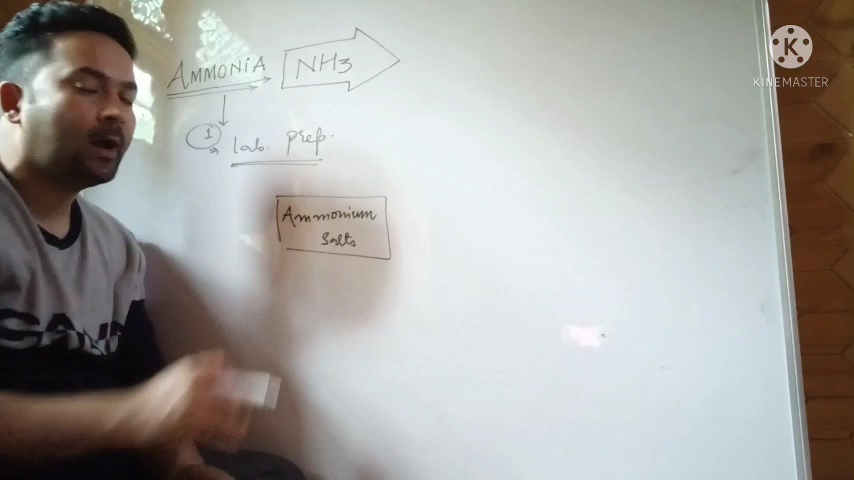 AMMONIA
NH3
1
lab. prep.
Ammonium
Salts
KINEMASTER